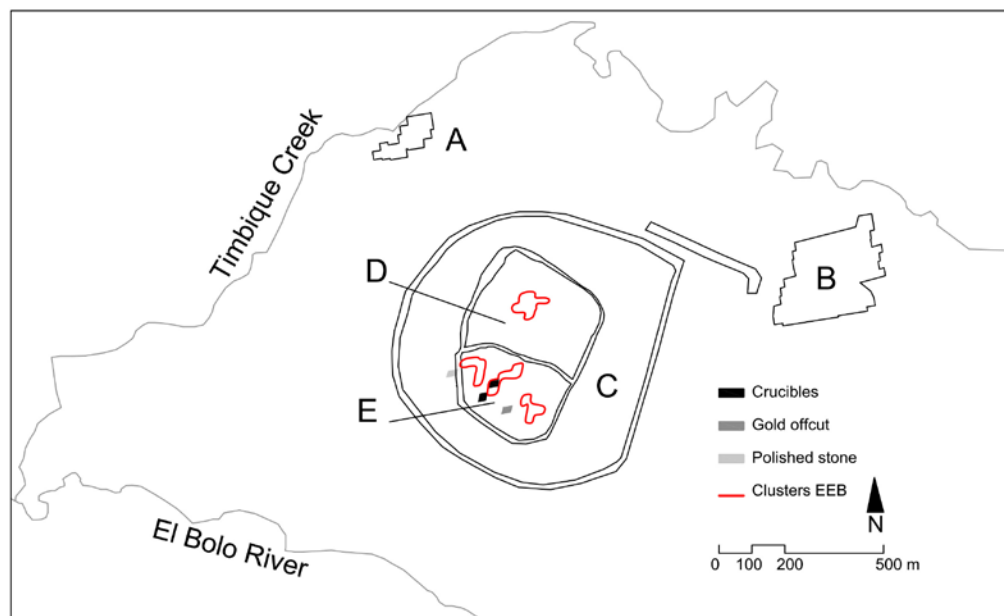 Timbique Creek
A
B
D
C
E
Crucibles
Gold offcut
Polished stone
Clusters EEB
N
El Bolo River
0 100 200 500 m